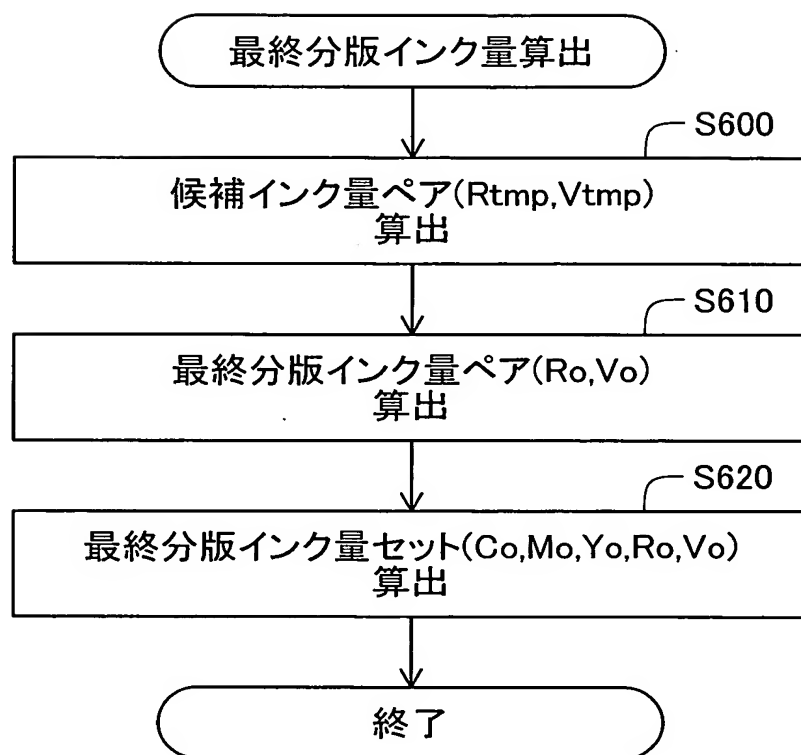 最終分版インク量算出
S600
候補インク量ペア(Rtmp,Vtmp)
算出
S610
最終分版インク量ペア(Ro,Vo)
算出
S620
最終分版インク量セット(Co,Mo,Yo,Ro,Vo)
算出
終了